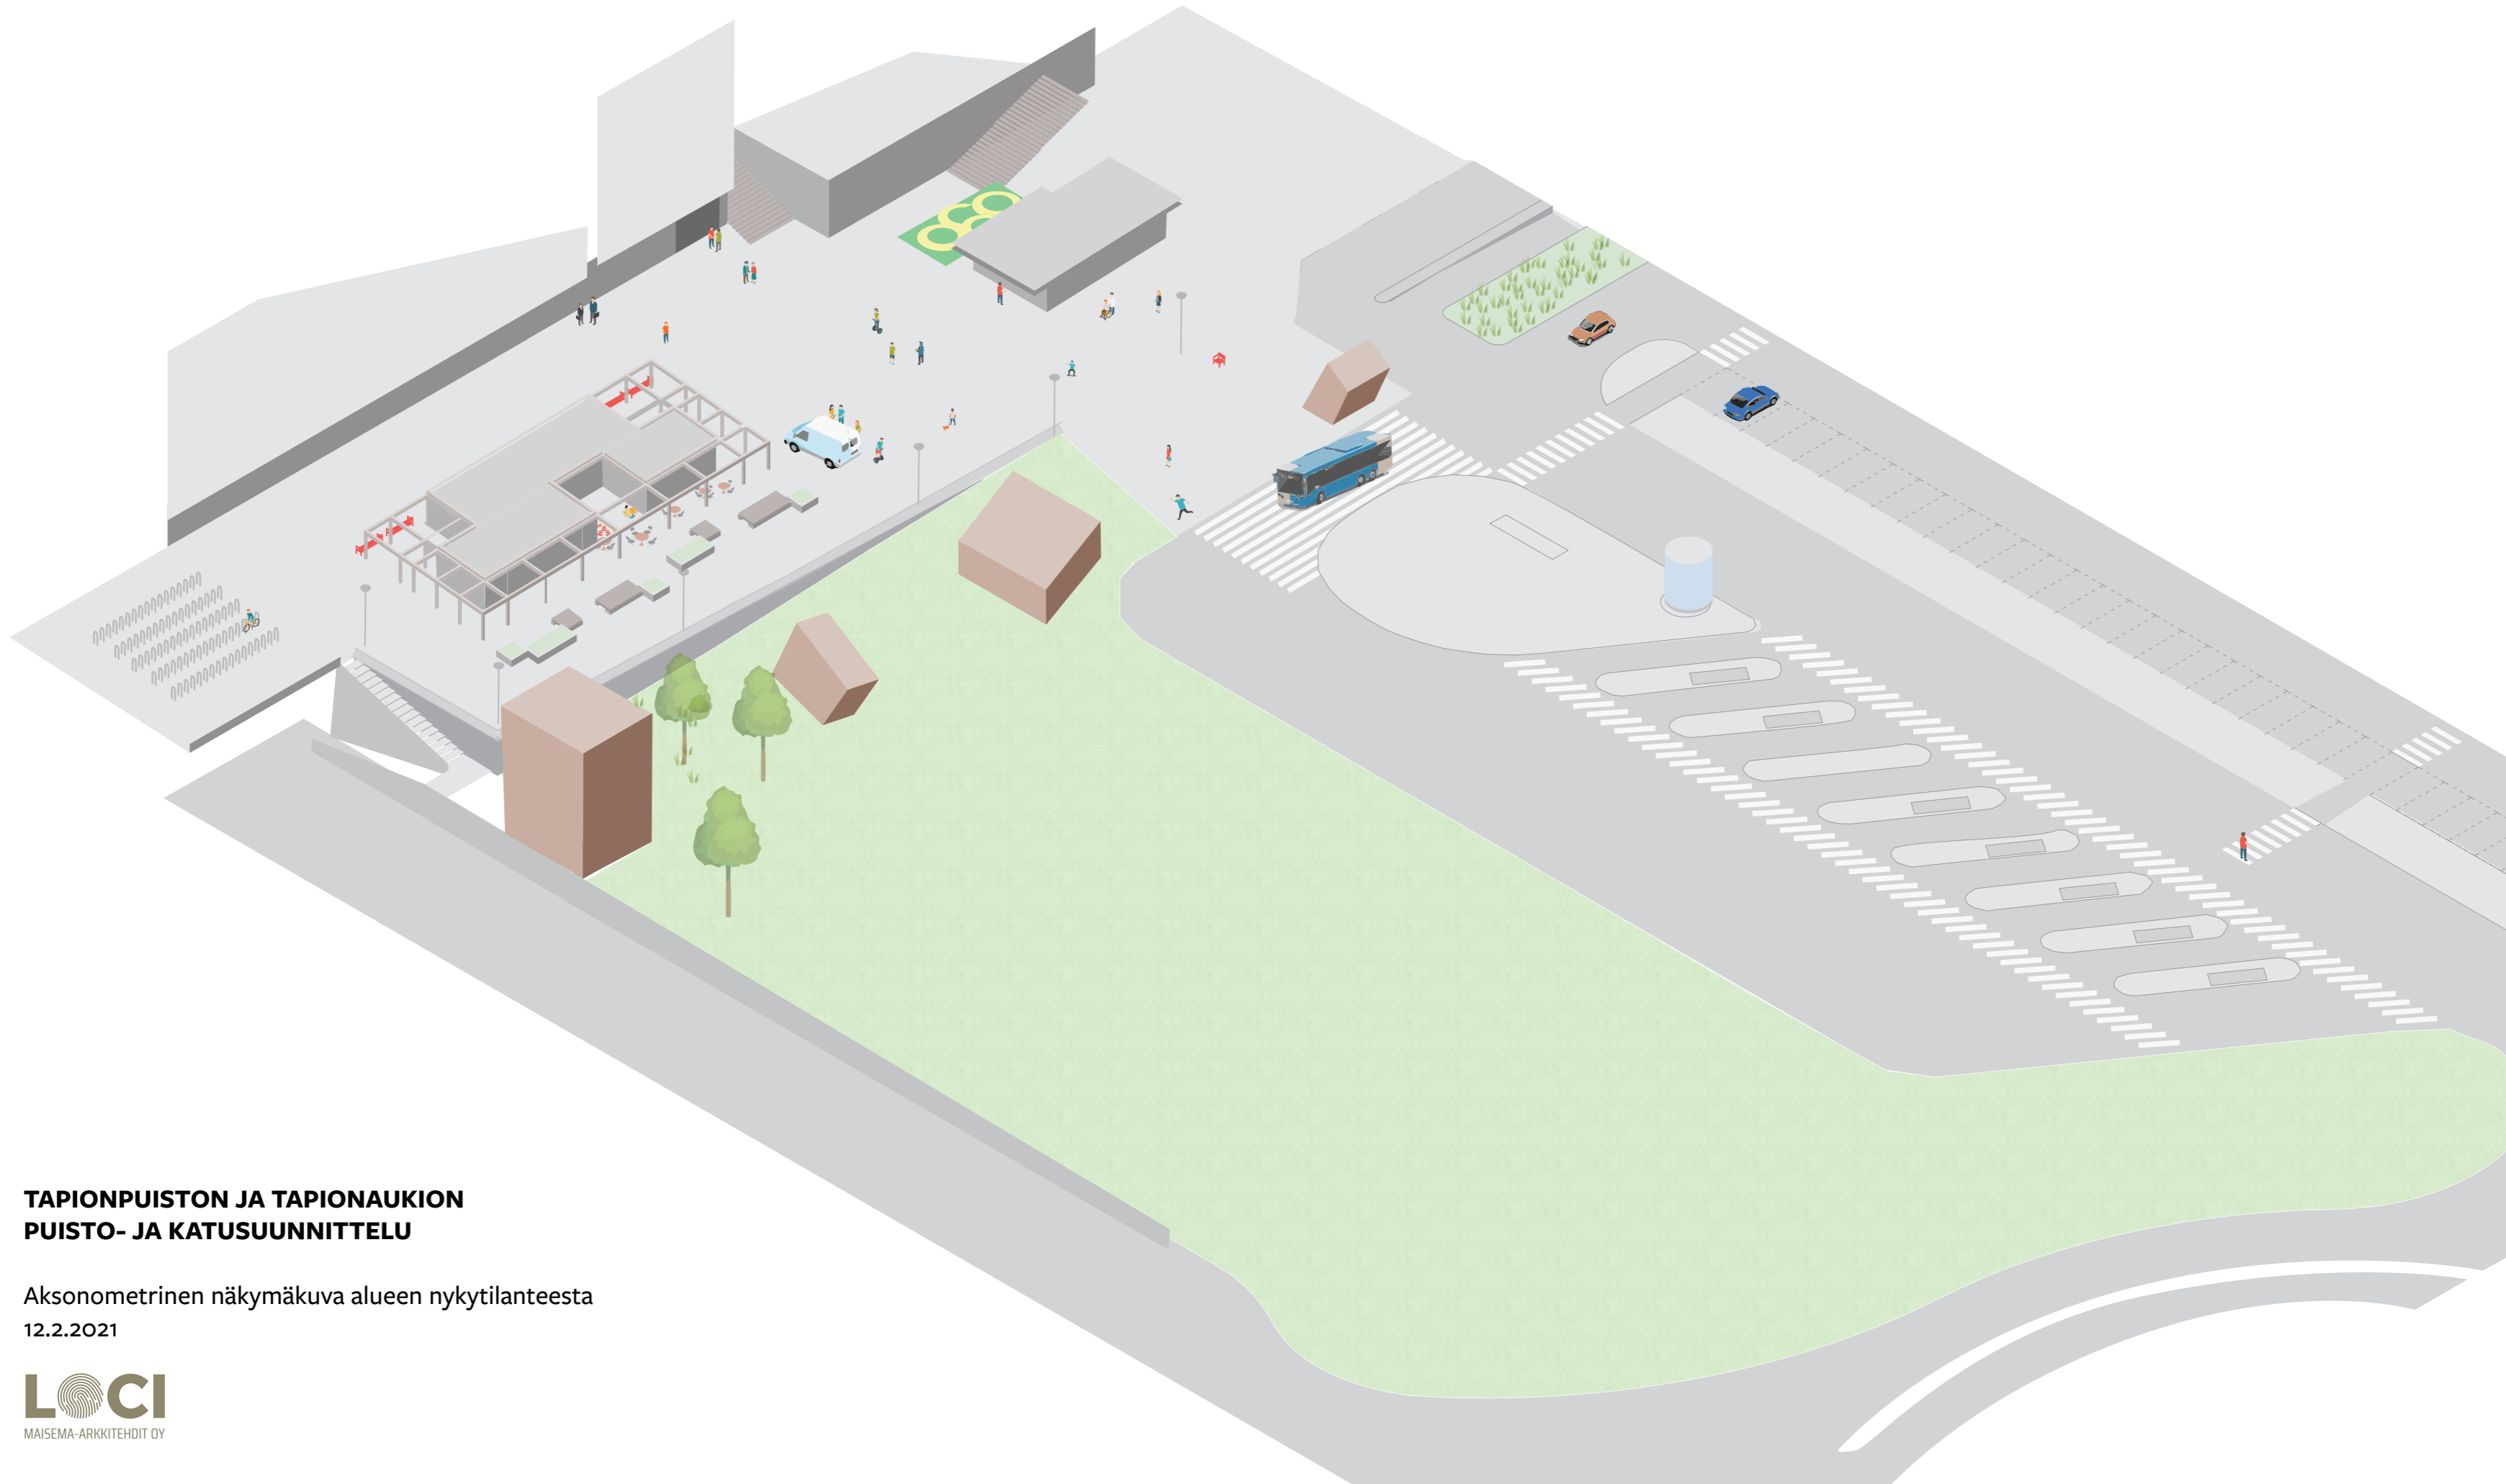 TAPIONPUISTON JA TAPIONAUKION
PUISTO- JA KATUSUUNNITTELU
Aksonometrinen näkymäkuva alueen nykytilanteesta
12.2.2021
LOCI
MAISEMA-ARKKITEHDIT OY